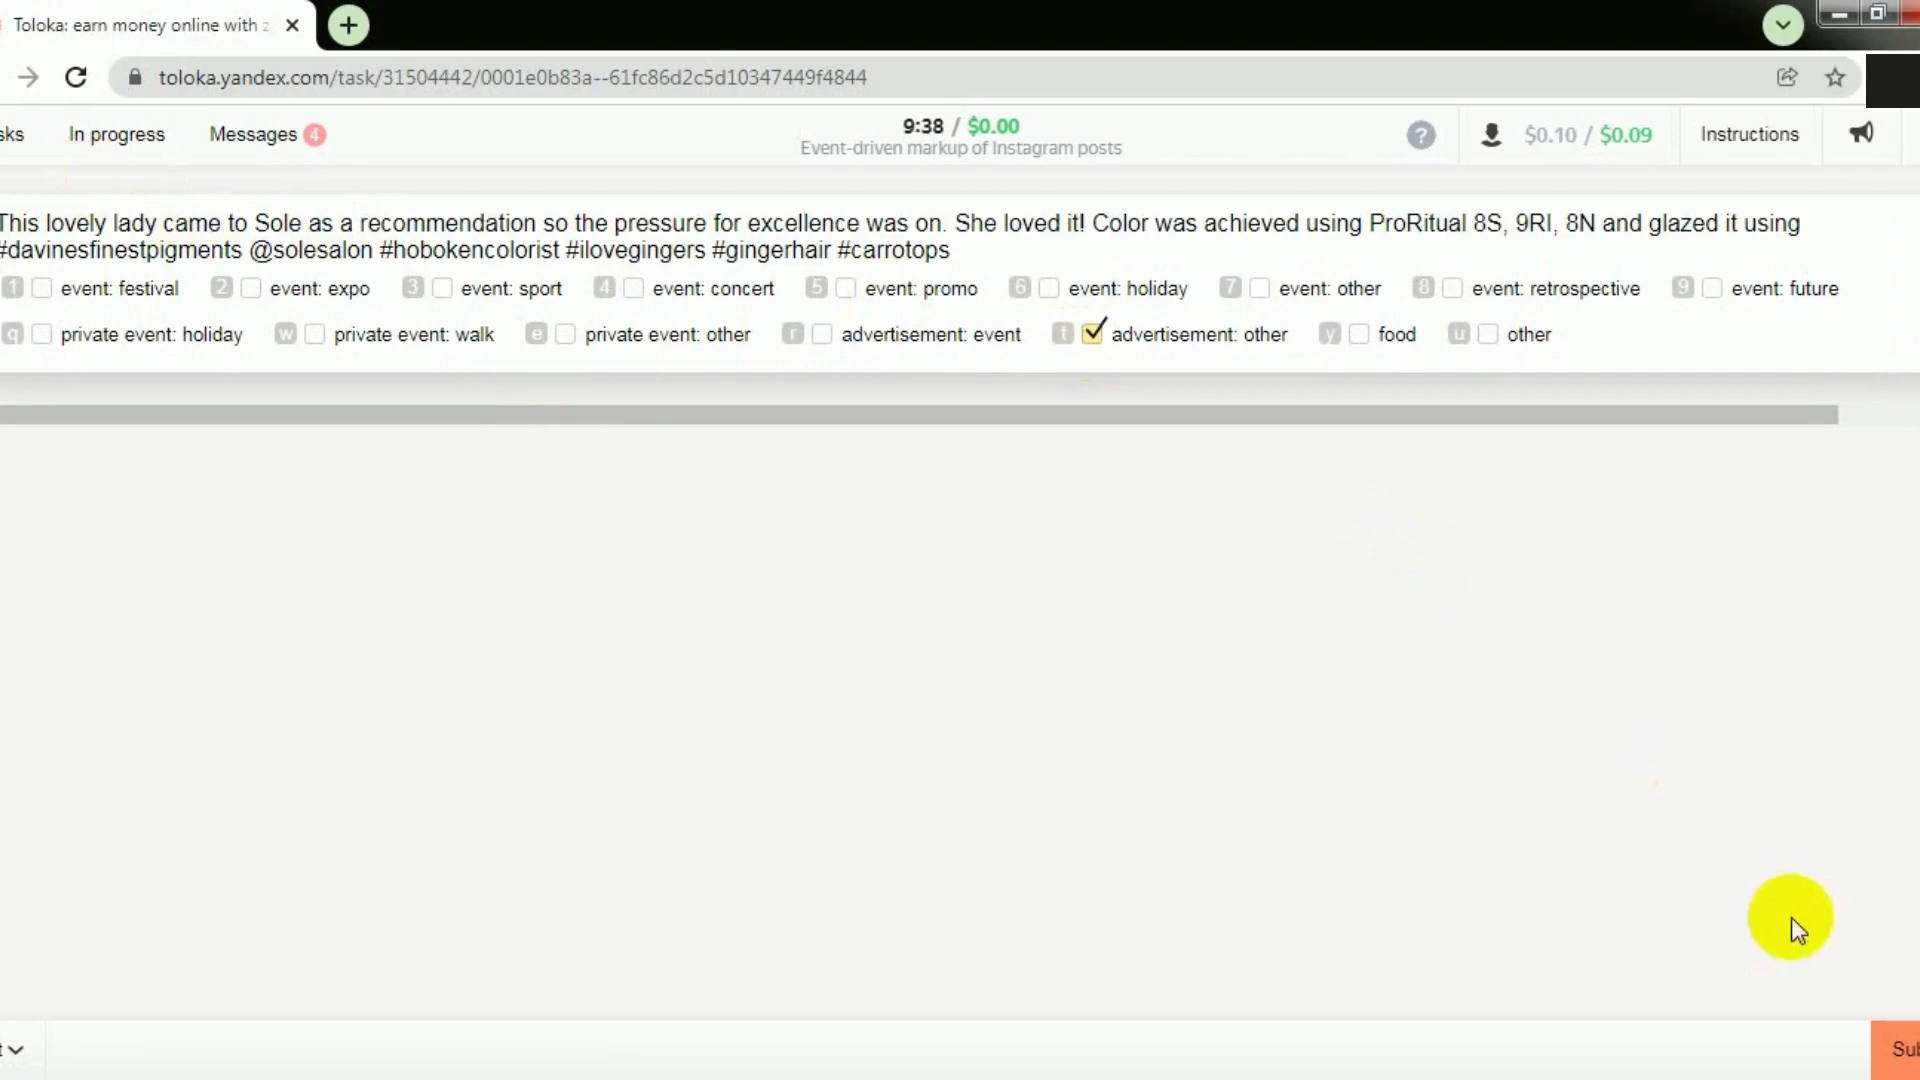 Toloka: earn money online with
toloka.yandex.com/task/31504442/0001e0b83a--61fc86d2c5d10347449f4844
In progress
Messages 4
9:38 / $0.00
Event-driven markup of Instagram posts
?
$0.10 / $0.09
Instructions
This lovely lady came to Sole as a recommendation so the pressure for excellence was on. She loved it! Color was achieved using ProRitual 8S, 9RI, 8N and glazed it using
#davinesfinestpigments @solesalon #hobokencolorist #ilovegingers #gingerhair #carrotops
1 event: festival 2 event: expo 3 event: sport 4 event: concert 5 event: promo 6 event: holiday 7 event: other 8 event: retrospective 9 event: future
q private event: holiday w private event: walk e private event: other r advertisement: event t advertisement: other y food u other